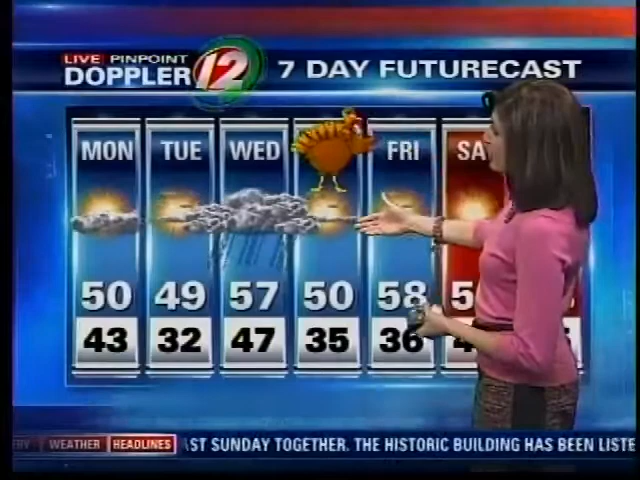 LIVE PINPOINT
DOPPLER 12
7 DAY FUTURECAST
MON TUE WED FRI
50 49 57 50 58
43 32 47 35 36
WEATHER HEADLINES AST SUNDAY TOGETHER. THE HISTORIC BUILDING HAS BEEN LISTE